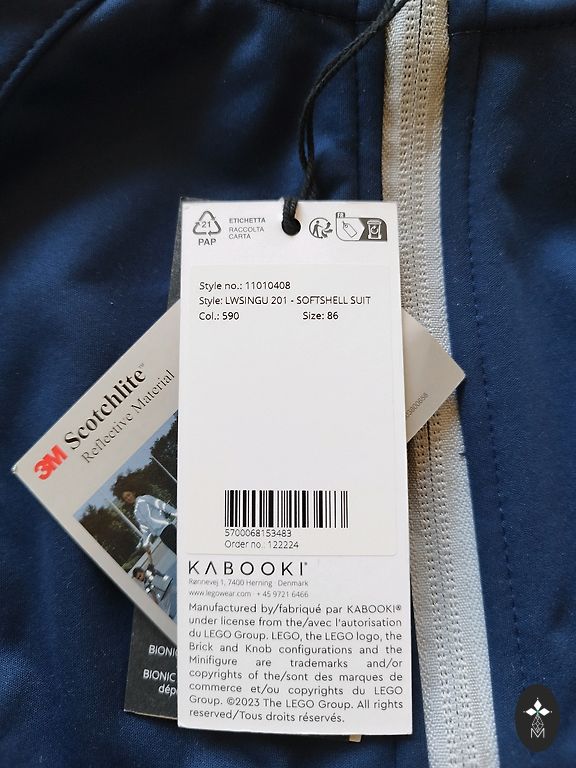 21
PAP
ETICHETTA
RACCOLTA
CARTA
FR
Style no.: 11010408
Style: LWSINGU 201 - SOFTSHELL SUIT
Col.: 590 Size: 86
3M Scotchlite™
Reflective Material
5700068153483
Order no.: 122224
KABOOKI®
Rønnevej 1, 7400 Herning · Denmark
www.legowear.com · + 45 9721 6466
Manufactured by/fabriqué par KABOOKI®
under license from the/avec l'autorisation
du LEGO Group. LEGO, the LEGO logo, the
Brick and Knob configurations and the
Minifigure are trademarks and/or
copyrights of the/sont des marques de
commerce et/ou copyrights du LEGO
Group. ©2023 The LEGO Group. All rights
reserved/Tous droits réservés.
BIONIC
BIONIC
M